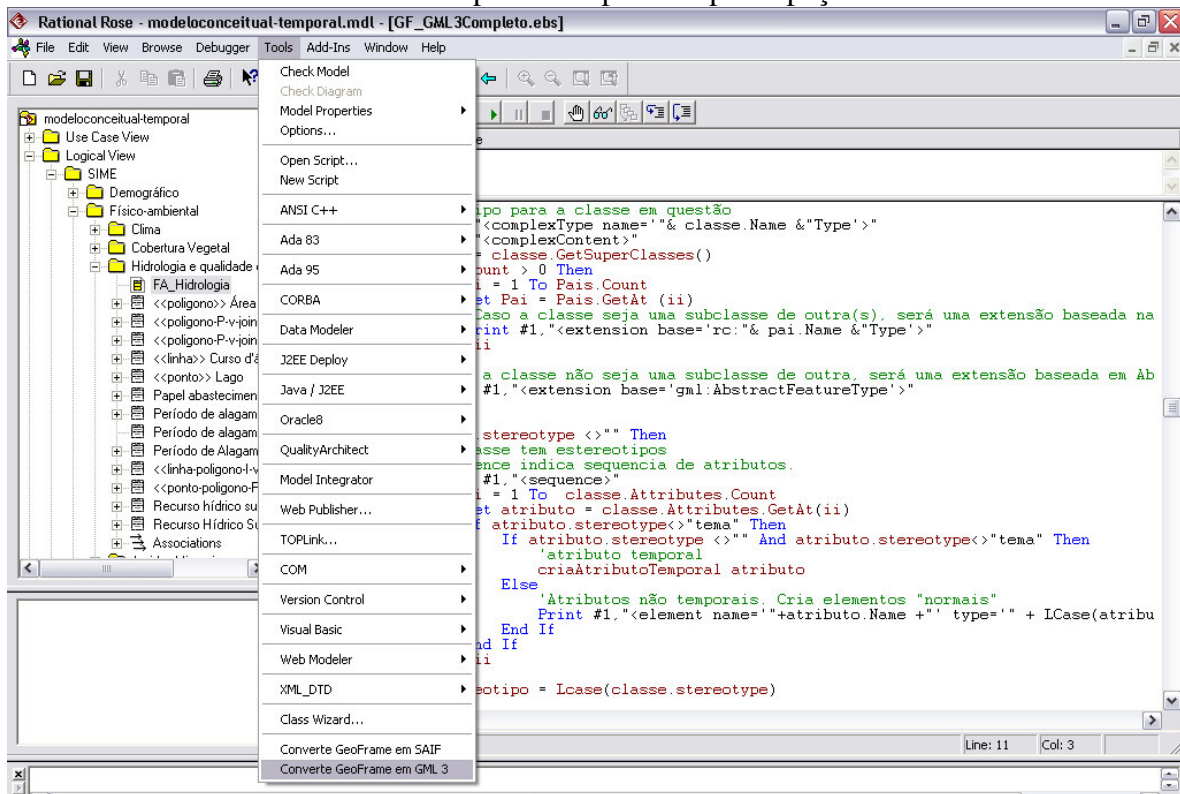 Rational Rose - modeloconceitual-temporal.mdl - [GF_GML3Completo.ebs]
File Edit View Browse Debugger Tools Add-Ins Window Help
modeloconceitual-temporal
Use Case View
Logical View
SIME
Demográfico
Físico-ambiental
Clima
Cobertura Vegetal
Hidrologia e qualidade
FA_Hidrologia
<<poligono>> Área
<<poligono-P-v-join
<<poligono-P-v-join
<<linha>> Curso d'á
<<ponto>> Lago
Papel abastecimen
Período de alagam
Período de alagam
Período de Alagam
<<linha-poligono-l-v
<<ponto-poligono-P
Recurso hídrico su
Recurso Hídrico Su
Associations
Check Model
Check Diagram
Model Properties
Options...
Open Script...
New Script
ANSI C++
Ada 83
Ada 95
CORBA
Data Modeler
J2EE Deploy
Java / J2EE
Oracle8
QualityArchitect
Model Integrator
Web Publisher...
TOPLink...
COM
Version Control
Visual Basic
Web Modeler
XML_DTD
Class Wizard...
Converte GeoFrame em SAIF
Converte GeoFrame em GML 3
ipo para a classe em questão
"<complexType name='"& classe.Name &"Type'>"
"<complexContent>"
= classe.GetSuperClasses()
ount > 0 Then
i = 1 To Pais.Count
et Pai = Pais.GetAt (ii)
Caso a classe seja uma subclasse de outra(s), será uma extensão baseada na
rint #1,"<extension base='rc:"& pai.Name &"Type'>"
ii
a classe não seja uma subclasse de outra, será uma extensão baseada em Ab
#1,"<extension base='gml:AbstractFeatureType'>"
.stereotype <>"" Then
asse tem estereotipos
ence indica sequencia de atributos.
#1,"<sequence>"
i = 1 To classe.Attributes.Count
et atributo = classe.Attributes.GetAt(ii)
f atributo.stereotype<>"tema" Then
If atributo.stereotype <>"" And atributo.stereotype<>"tema" Then
'atributo temporal
criaAtributoTemporal atributo
Else
'Atributos não temporais. Cria elementos "normais"
Print #1,"<element name='"+atributo.Name +"' type='" + LCase(atribu
End If
nd If
ii
eotipo = Lcase(classe.stereotype)
Line: 11 Col: 3